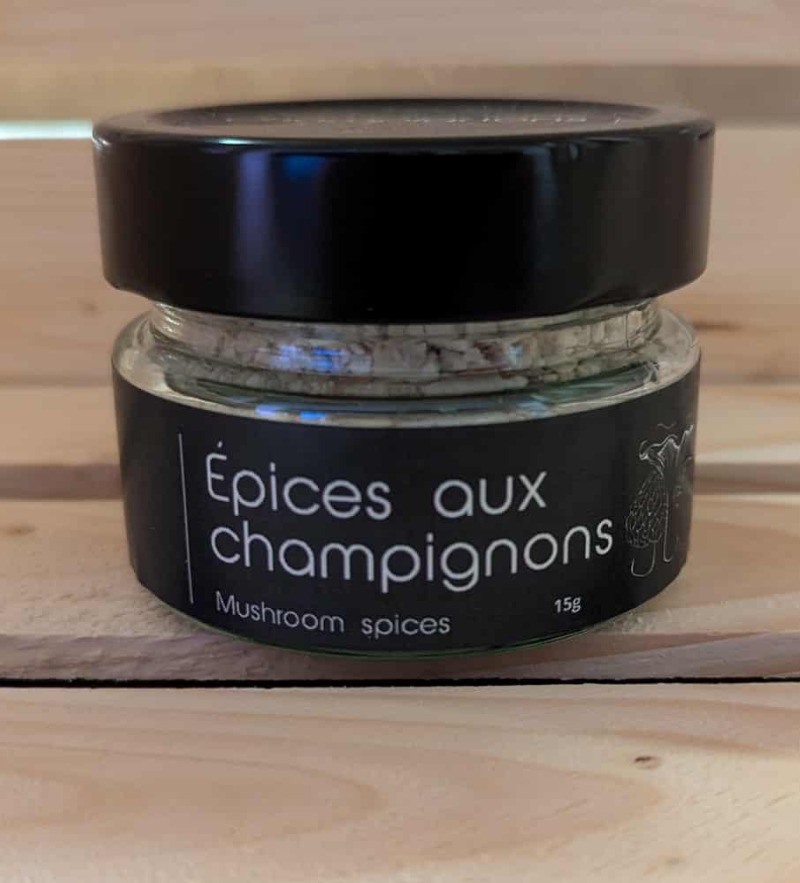 Épices aux
champignons
Mushroom spices
15g